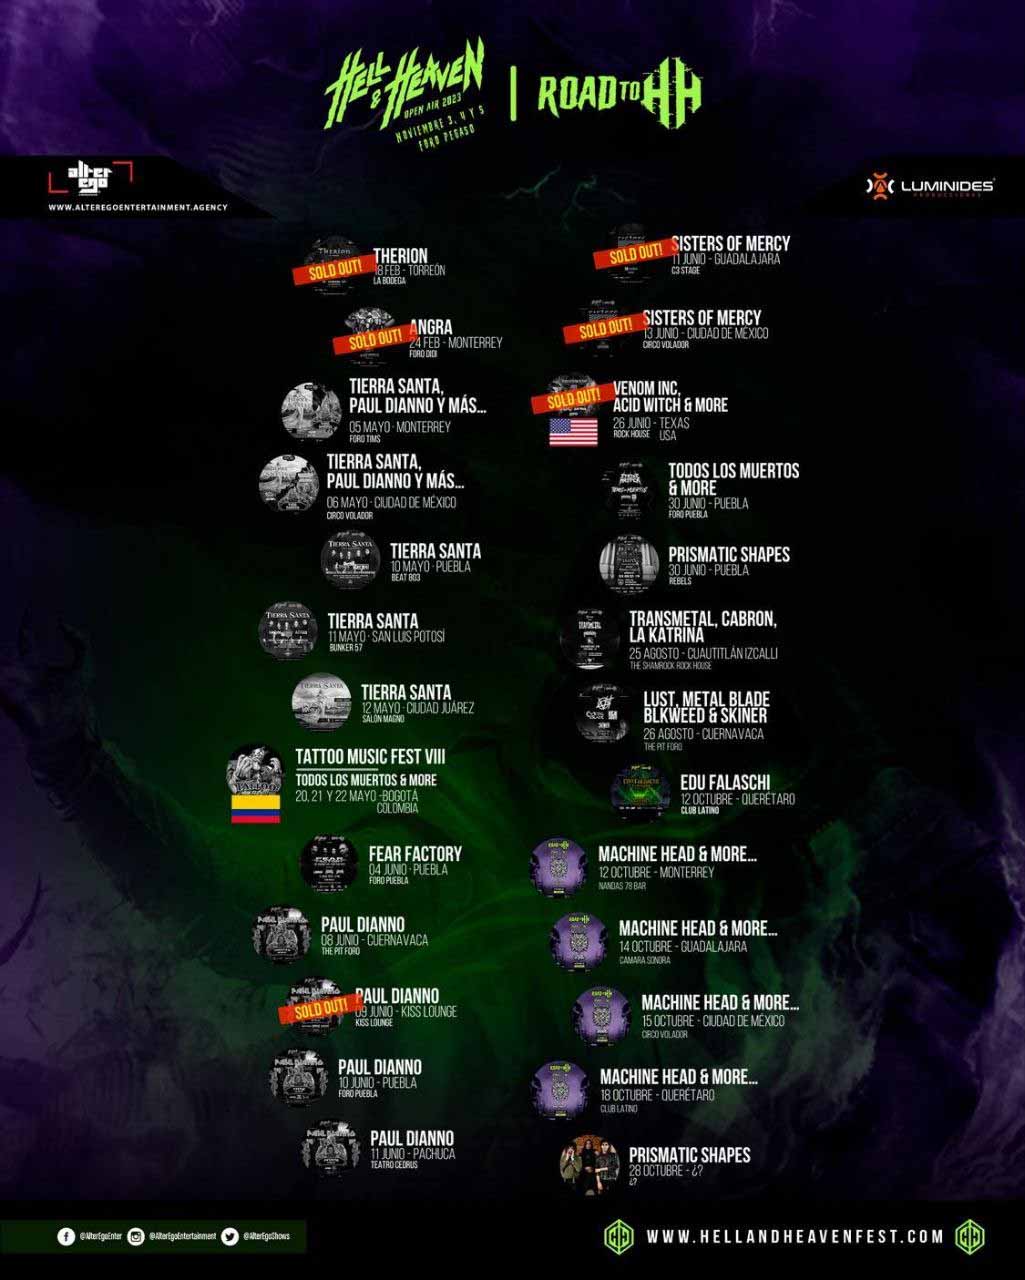 HELL & HEAVEN
OPEN AIR 2023
NOVIEMBRE 3, 4 Y 5
FORO PEGASO
ROAD TO HH
alter ego
WWW.ALTEREGOENTERTAINMENT.AGENCY
LUMINIDES
PRODUCCIONES
SOLD OUT!
THERION
18 FEB - TORREÓN
LA BODEGA
SOLD OUT!
ANGRA
24 FEB - MONTERREY
FORO DIDI
TIERRA SANTA,
PAUL DIANNO Y MÁS...
05 MAYO - MONTERREY
FORO TIMS
TIERRA SANTA,
PAUL DIANNO Y MÁS...
06 MAYO - CIUDAD DE MÉXICO
CIRCO VOLADOR
TIERRA SANTA
TIERRA SANTA
10 MAYO - PUEBLA
BEAT 803
TIERRA SANTA
TIERRA SANTA
11 MAYO - SAN LUIS POTOSÍ
BUNKER 57
TIERRA SANTA
TIERRA SANTA
12 MAYO - CIUDAD JUÁREZ
SALÓN MAGNO
TATTOO MUSIC FEST VIII
TODOS LOS MUERTOS & MORE
20, 21 Y 22 MAYO -BOGOTÁ
COLOMBIA
FEAR FACTORY
04 JUNIO - PUEBLA
FORO PUEBLA
PAUL DIANNO
08 JUNIO - CUERNAVACA
THE PIT FORO
SOLD OUT!
PAUL DIANNO
09 JUNIO - KISS LOUNGE
KISS LOUNGE
PAUL DIANNO
10 JUNIO - PUEBLA
FORO PUEBLA
PAUL DIANNO
11 JUNIO - PACHUCA
TEATRO CEDRUS
SOLD OUT!
SISTERS OF MERCY
11 JUNIO - GUADALAJARA
C3 STAGE
SOLD OUT!
SISTERS OF MERCY
13 JUNIO - CIUDAD DE MÉXICO
CIRCO VOLADOR
SOLD OUT!
VENOM INC,
ACID WITCH & MORE
26 JUNIO - TEXAS
ROCK HOUSE USA
TODOS LOS MUERTOS
& MORE
30 JUNIO - PUEBLA
FORO PUEBLA
PRISMATIC SHAPES
30 JUNIO - PUEBLA
REBELS
TRANSMETAL, CABRON,
LA KATRINA
25 AGOSTO - CUAUTITLÁN IZCALLI
THE SHAMROCK ROCK HOUSE
LUST, METAL BLADE
BLKWEED & SKINER
26 AGOSTO - CUERNAVACA
THE PIT FORO
EDU FALASCHI
12 OCTUBRE - QUERÉTARO
CLUB LATINO
MACHINE HEAD & MORE...
12 OCTUBRE - MONTERREY
NANDAS 78 BAR
MACHINE HEAD & MORE...
14 OCTUBRE - GUADALAJARA
CAMARA SONORA
MACHINE HEAD & MORE...
15 OCTUBRE - CIUDAD DE MÉXICO
CIRCO VOLADOR
MACHINE HEAD & MORE...
18 OCTUBRE - QUERÉTARO
CLUB LATINO
PRISMATIC SHAPES
28 OCTUBRE - ¿?
¿?
@AlterEgoEnter @AlterEgoEntertainment @AlterEgoShows
WWW.HELLANDHEAVENFEST.COM